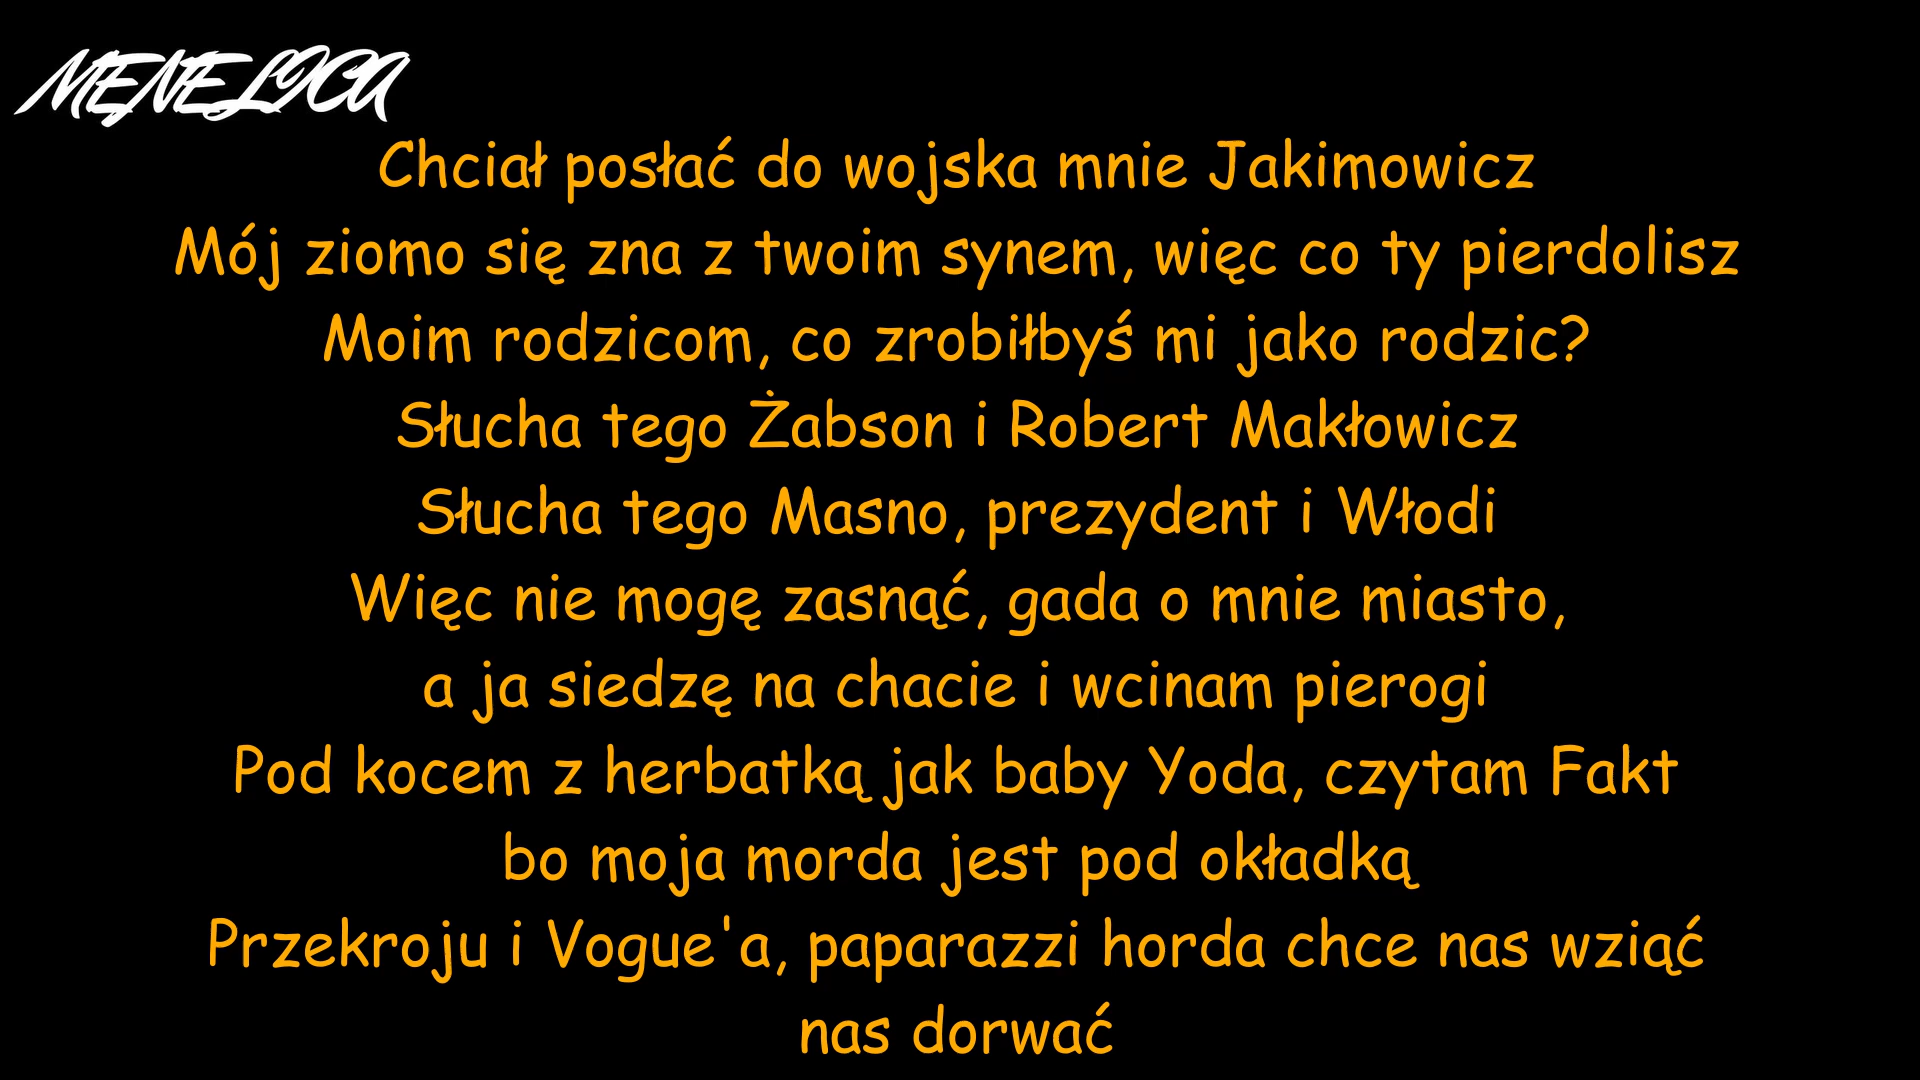 MENELICA
Chciał posłać do wojska mnie Jakimowicz
Mój ziomo się zna z twoim synem, więc co ty pierdolisz
Moim rodzicom, co zrobiłbyś mi jako rodzic?
Słucha tego Żabson i Robert Makłowicz
Słucha tego Masno, prezydent i Włodi
Więc nie mogę zasnąć, gada o mnie miasto,
a ja siedzę na chacie i wcinam pierogi
Pod kocem z herbatką jak baby Yoda, czytam Fakt
bo moja morda jest pod okładką
Przekroju i Vogue'a, paparazzi horda chce nas wziąć
nas dorwać